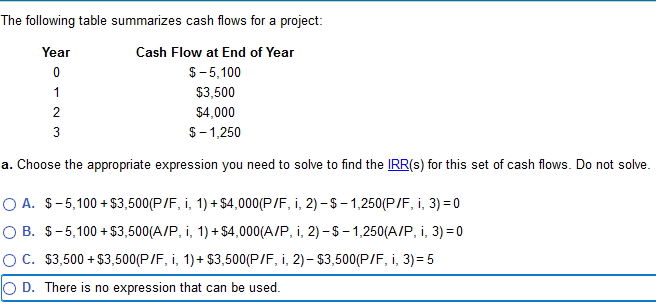 The following table summarizes cash flows for a project:
Year Cash Flow at End of Year
0 $-5,100
1 $3,500
2 $4,000
3 $-1,250
a. Choose the appropriate expression you need to solve to find the IRR(s) for this set of cash flows. Do not solve.
A. $-5,100+$3,500(P/F, i, 1)+$4,000(P/F, i, 2)-$-1,250(P/F, i, 3)=0
B. $-5,100+$3,500(A/P, i, 1)+$4,000(A/P, i, 2)-$-1,250(A/P, i, 3)=0
C. $3,500+$3,500(P/F, i, 1)+$3,500(P/F, i, 2)-$3,500(P/F, i, 3)=5
D. There is no expression that can be used.